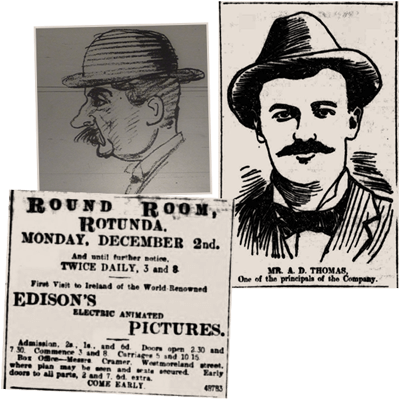 MR. A. D. THOMAS,
One of the principals of the Company.
ROUND ROOM,
ROTUNDA.
MONDAY, DECEMBER 2nd.
And until further notice,
TWICE DAILY, 3 and 8
First Visit to Ireland of the World-Renowned
EDISON'S
ELECTRIC ANIMATED
PICTURES.
Admission, 2s., 1s., and 6d. Doors open 2.30 and
7.30. Commence 3 and 8. Carriages 5 and 10 15
Box Office—Messrs. Cramer, Westmoreland street,
where plan may be seen and seats secured. Early
doors to all parts, 2 and 7, 6d. extra.
COME EARLY.
48783